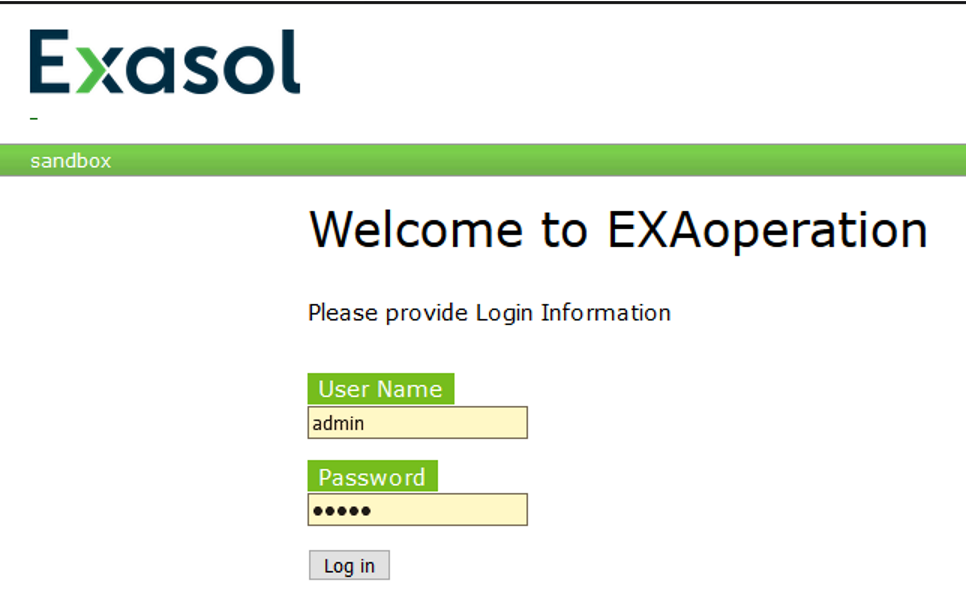 Exasol
-
sandbox
Welcome to EXAoperation
Please provide Login Information
User Name
admin
Password
•••••
Log in